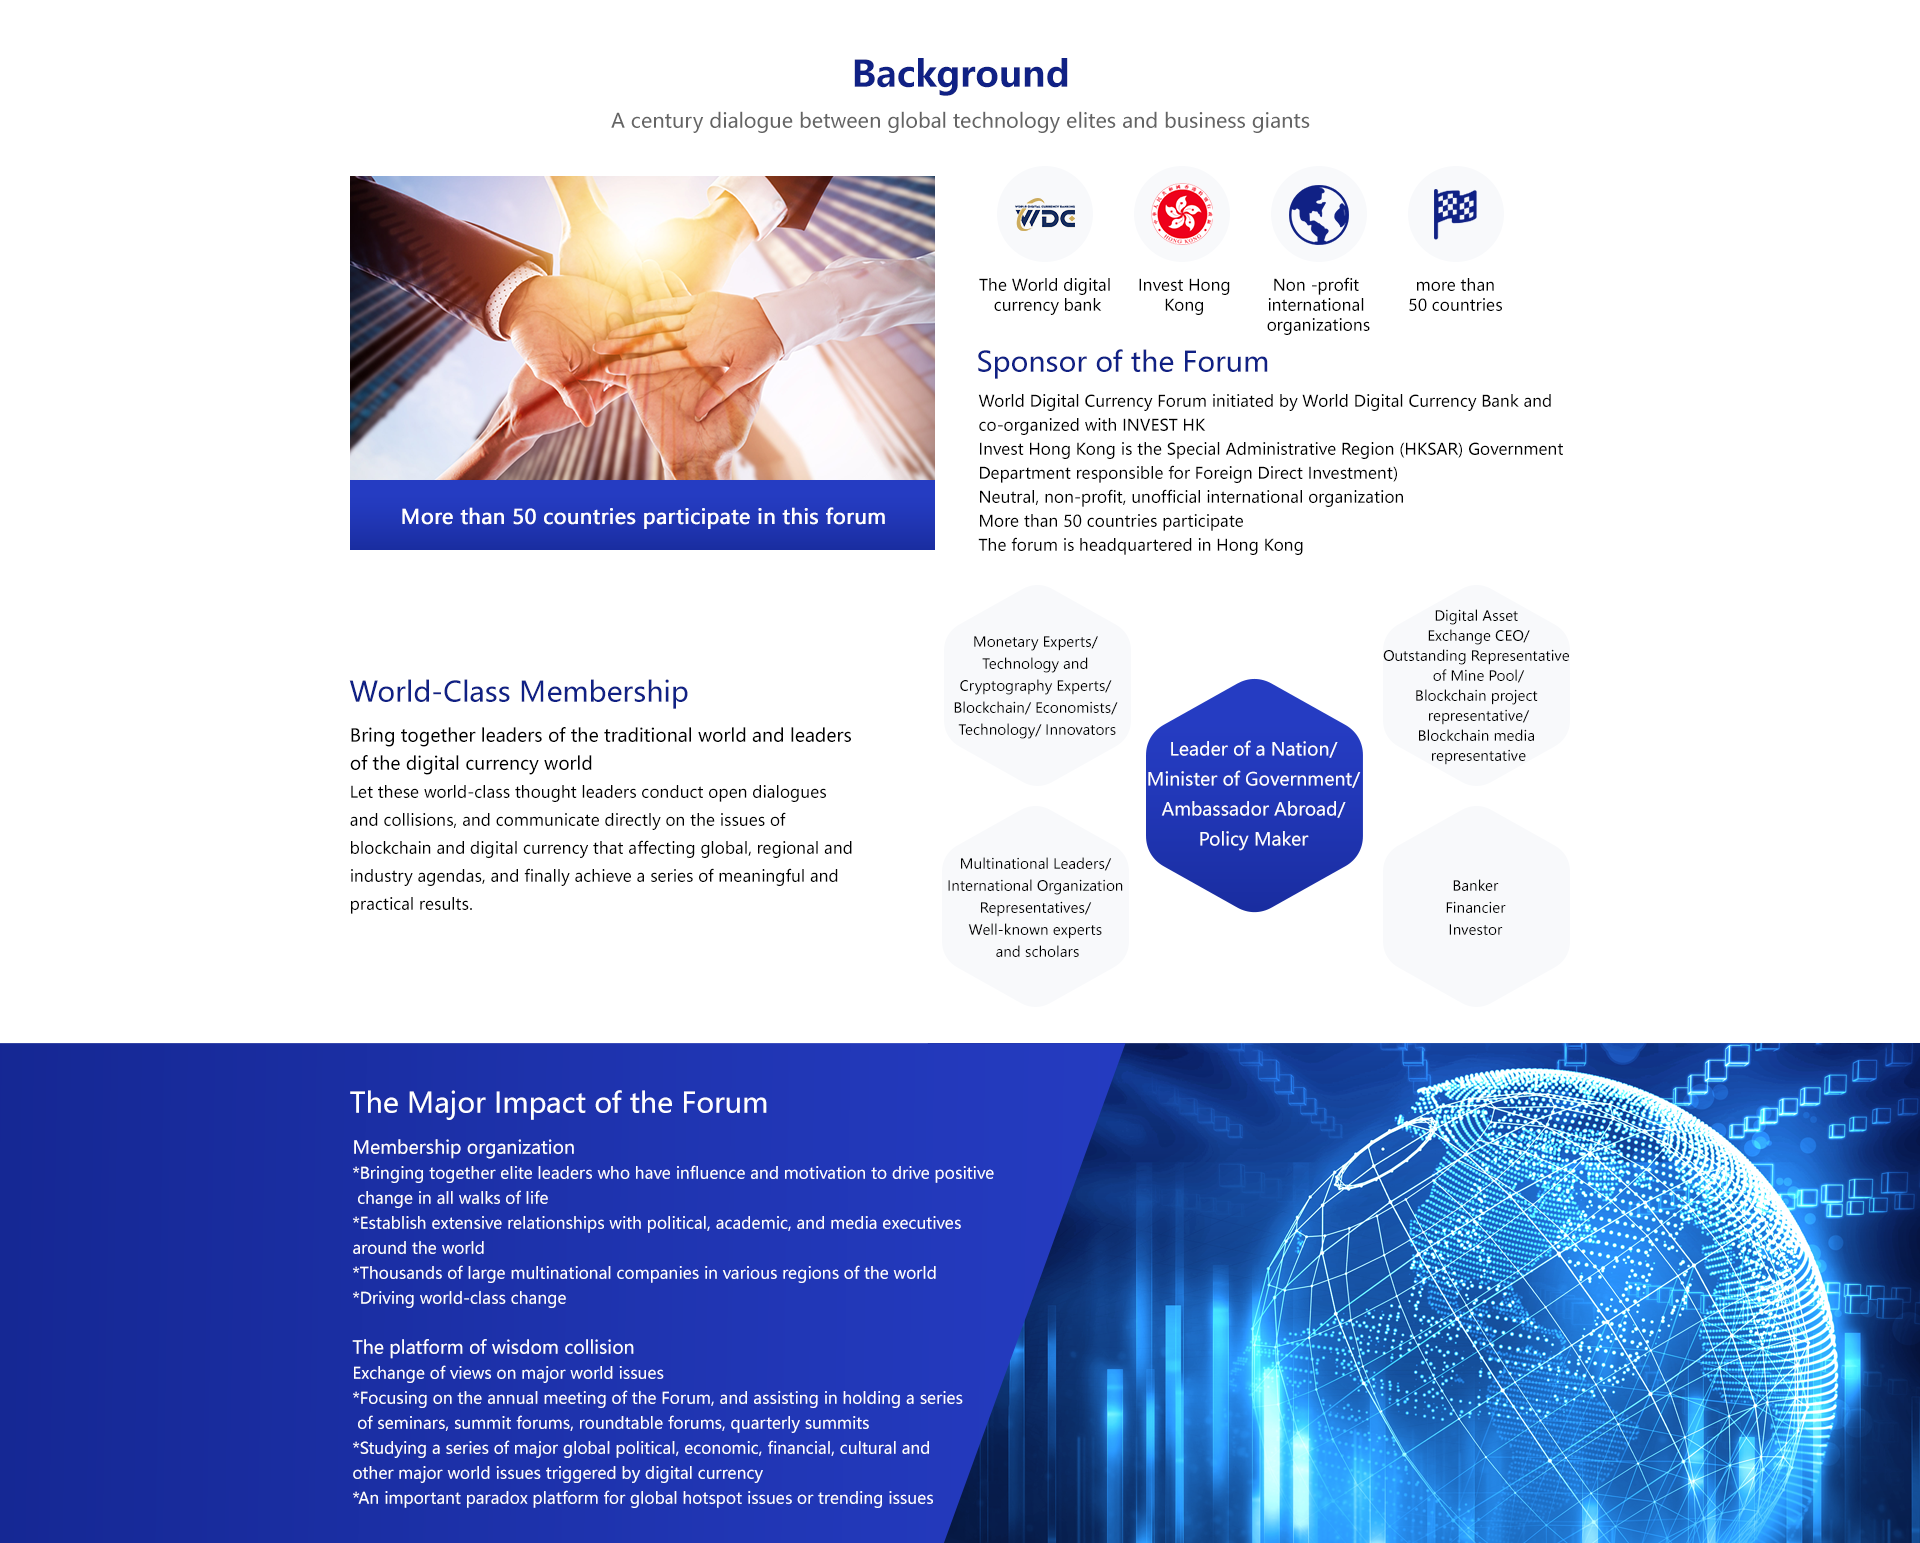 Background
A century dialogue between global technology elites and business giants
WORLD DIGITAL CURRENCY BANKING
WDC
HONG KONG
The World digital
currency bank
Invest Hong
Kong
Non -profit
international
organizations
more than
50 countries
More than 50 countries participate in this forum
Sponsor of the Forum
World Digital Currency Forum initiated by World Digital Currency Bank and
co-organized with INVEST HK
Invest Hong Kong is the Special Administrative Region (HKSAR) Government
Department responsible for Foreign Direct Investment)
Neutral, non-profit, unofficial international organization
More than 50 countries participate
The forum is headquartered in Hong Kong
World-Class Membership
Bring together leaders of the traditional world and leaders
of the digital currency world
Let these world-class thought leaders conduct open dialogues
and collisions, and communicate directly on the issues of
blockchain and digital currency that affecting global, regional and
industry agendas, and finally achieve a series of meaningful and
practical results.
Monetary Experts/
Technology and
Cryptography Experts/
Blockchain/ Economists/
Technology/ Innovators
Leader of a Nation/
Minister of Government/
Ambassador Abroad/
Policy Maker
Digital Asset
Exchange CEO/
Outstanding Representative
of Mine Pool/
Blockchain project
representative/
Blockchain media
representative
Multinational Leaders/
International Organization
Representatives/
Well-known experts
and scholars
Banker
Financier
Investor
The Major Impact of the Forum
Membership organization
*Bringing together elite leaders who have influence and motivation to drive positive
change in all walks of life
*Establish extensive relationships with political, academic, and media executives
around the world
*Thousands of large multinational companies in various regions of the world
*Driving world-class change
The platform of wisdom collision
Exchange of views on major world issues
*Focusing on the annual meeting of the Forum, and assisting in holding a series
of seminars, summit forums, roundtable forums, quarterly summits
*Studying a series of major global political, economic, financial, cultural and
other major world issues triggered by digital currency
*An important paradox platform for global hotspot issues or trending issues